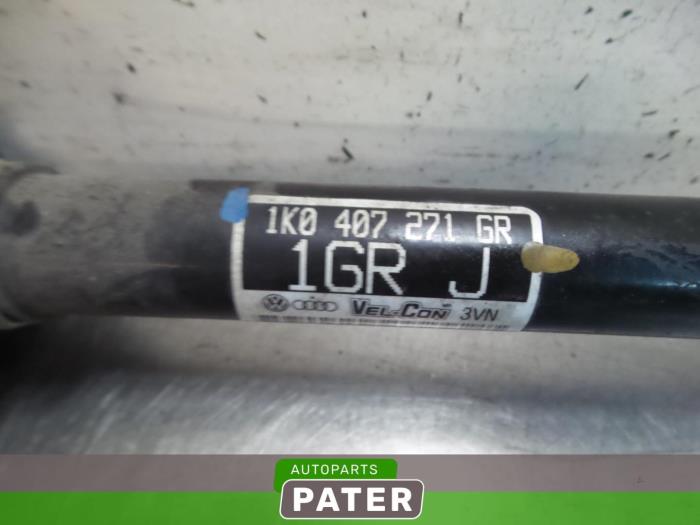 1K0 407 271 GR
1GR J
VEL-CON 3VN
AUTOPARTS
PATER